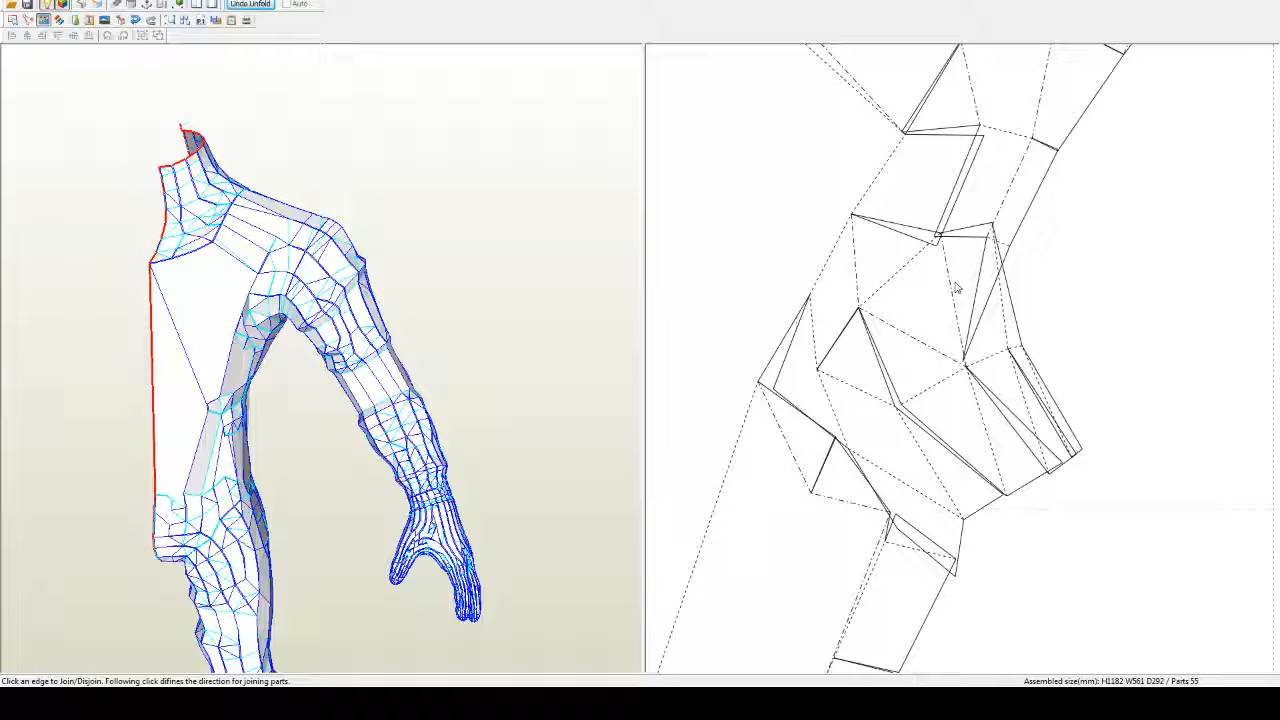 Undo Unfold
Auto
Click an edge to Join/Disjoin. Following click difines the direction for joining parts.
Assembled size(mm): H1182 W561 D292 / Parts 55